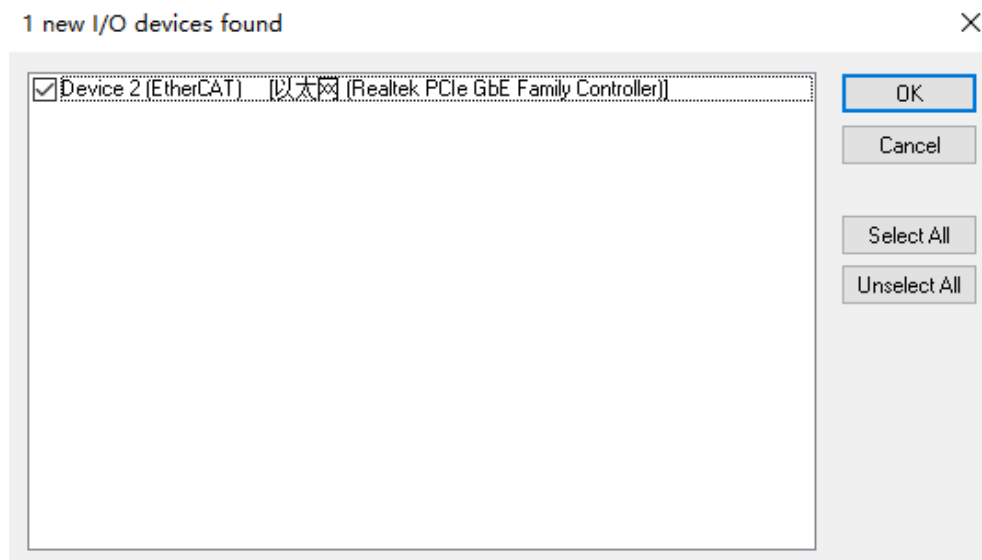 1 new I/O devices found
Device 2 (EtherCAT) [以太网 (Realtek PCIe GbE Family Controller)]
OK
Cancel
Select All
Unselect All